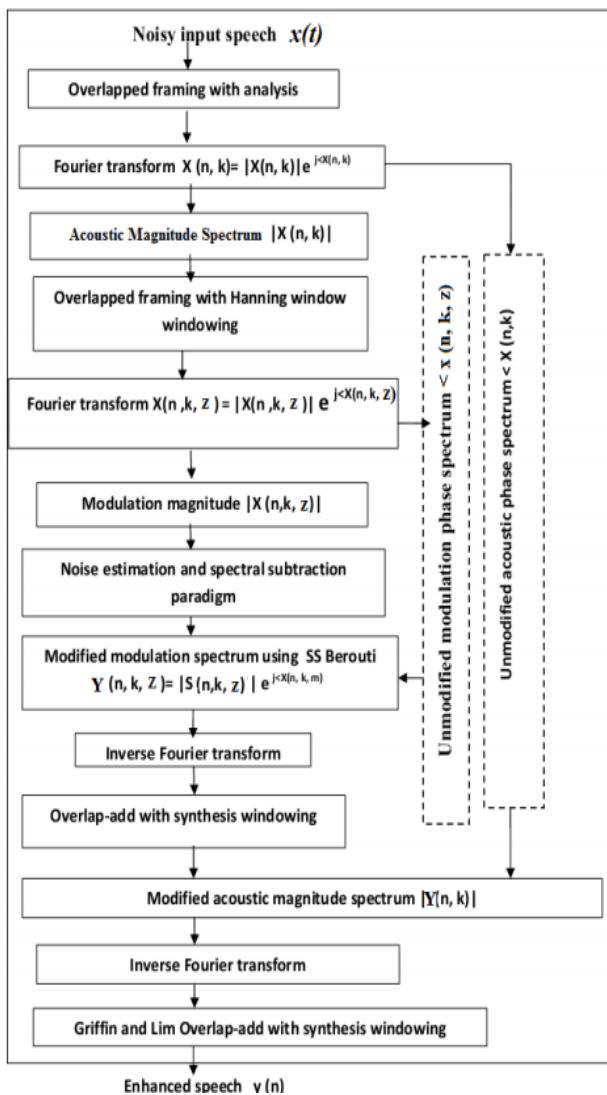 Noisy input speech x(t)
Overlapped framing with analysis
Fourier transform X (n, k)= |X(n, k)|e j<X(n, k)
Acoustic Magnitude Spectrum |X (n, k)|
Overlapped framing with Hanning window
windowing
Fourier transform X(n ,k, z ) = |X(n ,k, z )| e j<X(n, k, z)
Modulation magnitude |X (n,k, z)|
Noise estimation and spectral subtraction
paradigm
Modified modulation spectrum using SS Berouti
Y (n, k, z )= |S (n,k, z) | e j<X(n, k, m)
Unmodified modulation phase spectrum < x (n, k, z)
Unmodified acoustic phase spectrum < X (n,k)
Inverse Fourier transform
Overlap-add with synthesis windowing
Modified acoustic magnitude spectrum |Y(n, k)|
Inverse Fourier transform
Griffin and Lim Overlap-add with synthesis windowing
Enhanced speech y (n)